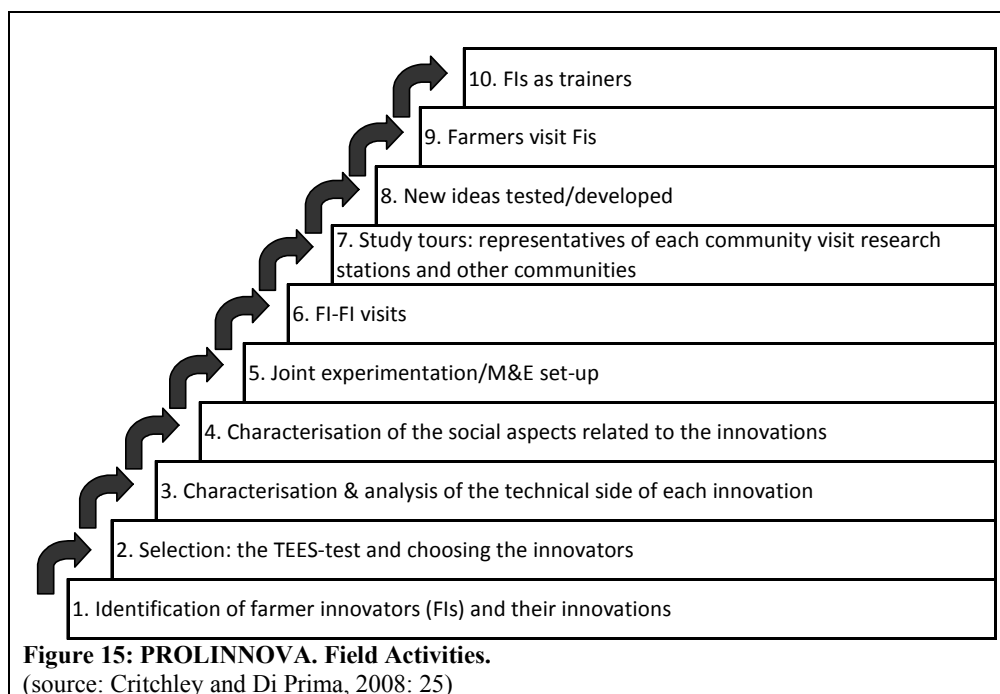 10. FIs as trainers
9. Farmers visit Fis
8. New ideas tested/developed
7. Study tours: representatives of each community visit research
stations and other communities
6. FI-FI visits
5. Joint experimentation/M&E set-up
4. Characterisation of the social aspects related to the innovations
3. Characterisation & analysis of the technical side of each innovation
2. Selection: the TEES-test and choosing the innovators
1. Identification of farmer innovators (FIs) and their innovations
Figure 15: PROLINNOVA. Field Activities.
(source: Critchley and Di Prima, 2008: 25)